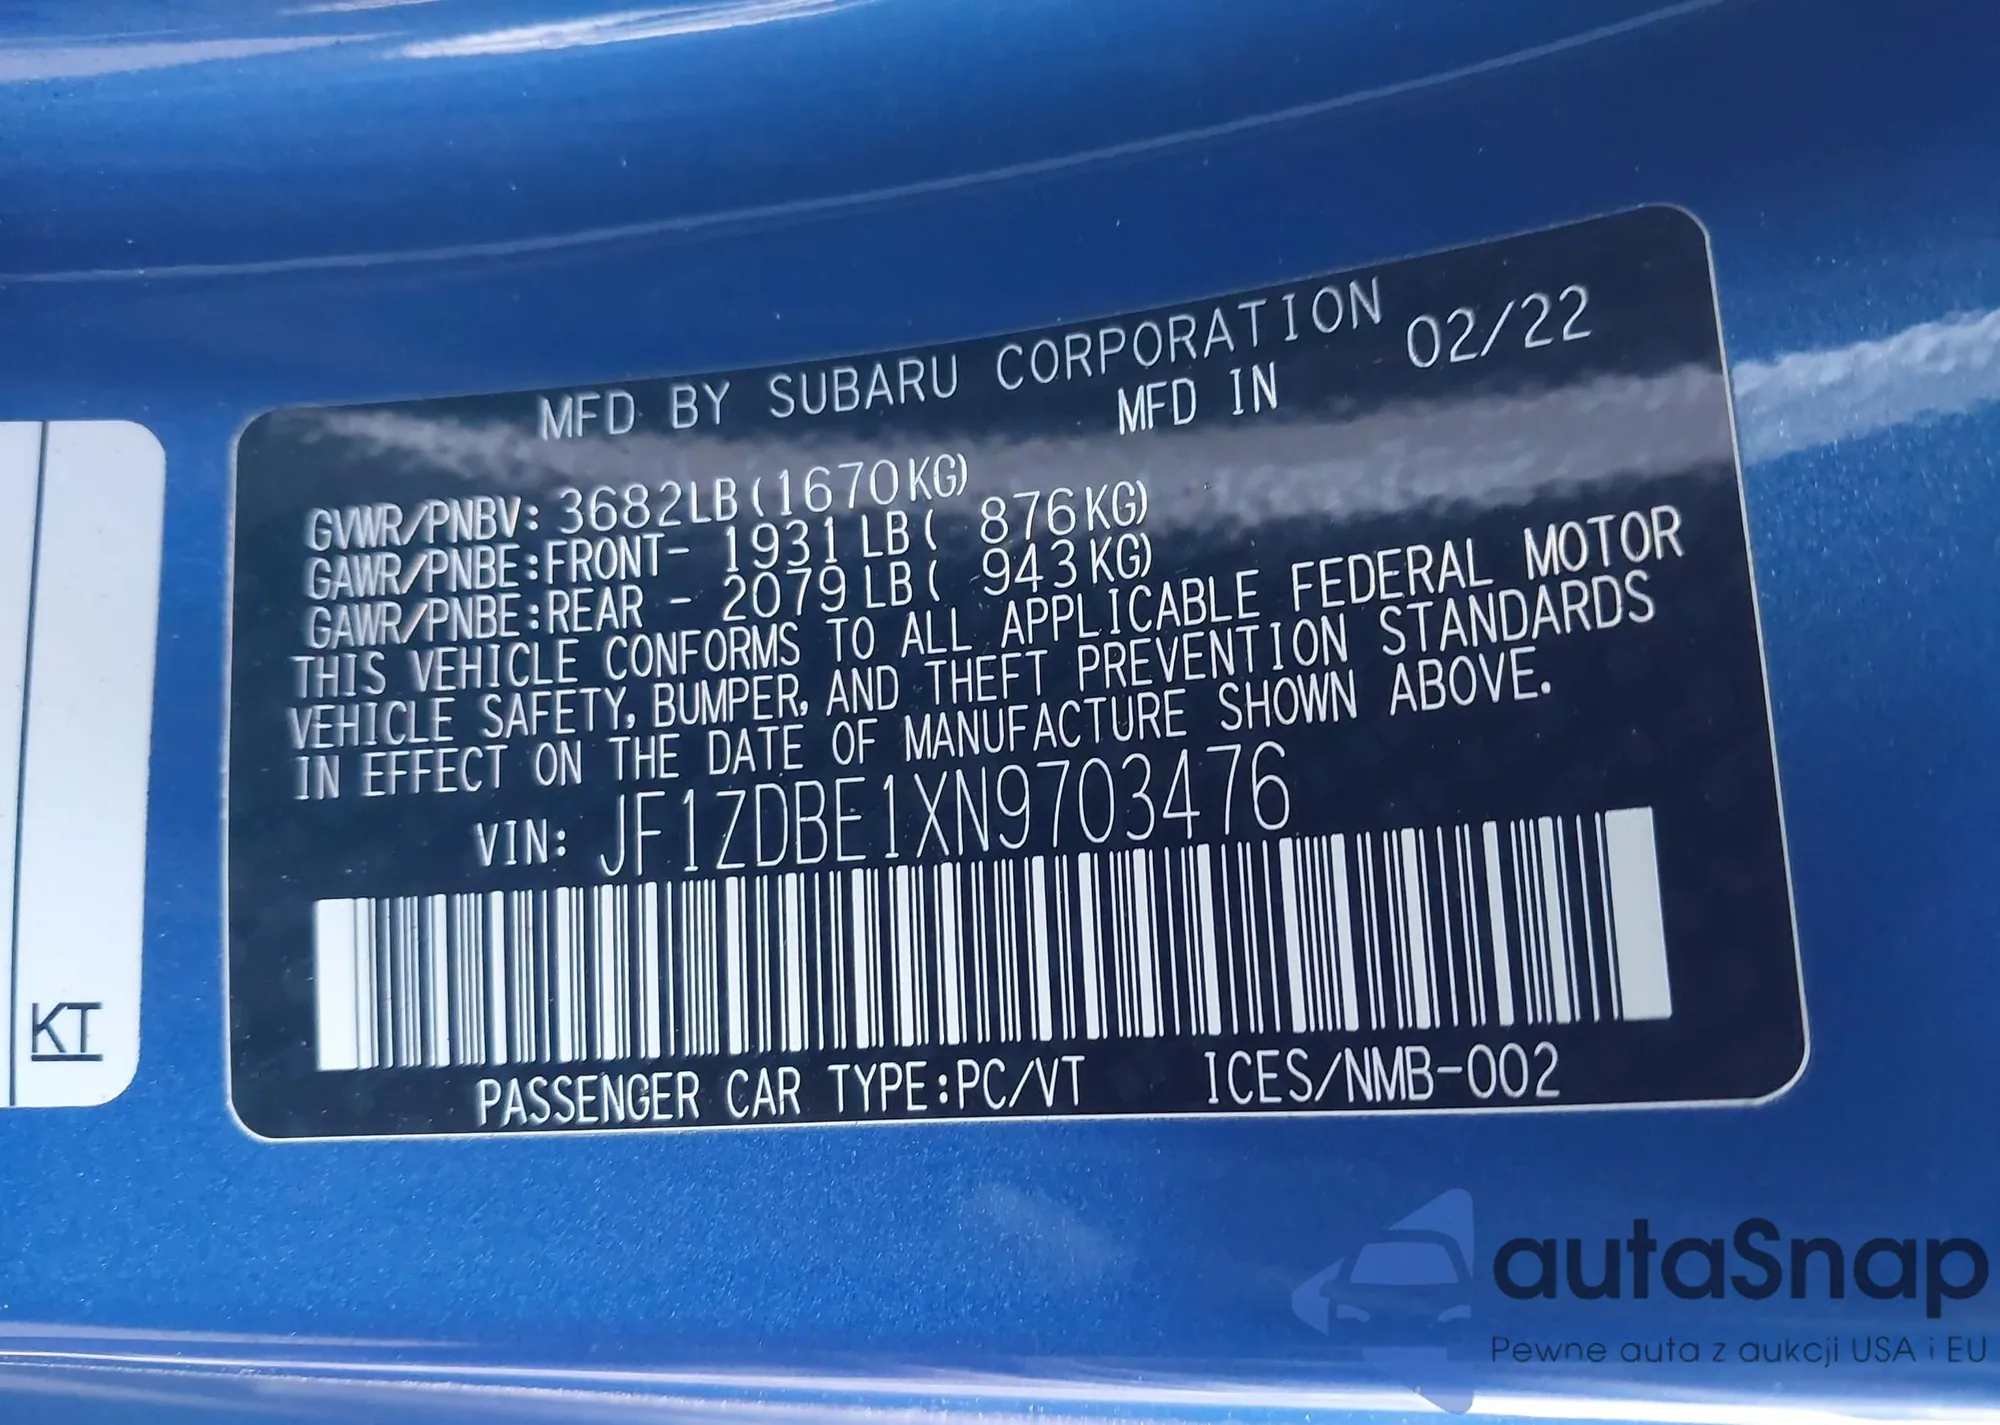 MFD BY SUBARU CORPORATION
MFD IN 02/22
GVWR/PNBV: 3682LB(1670KG)
GAWR/PNBE:FRONT- 1931LB( 876KG)
GAWR/PNBE:REAR - 2079LB( 943KG)
THIS VEHICLE CONFORMS TO ALL APPLICABLE FEDERAL MOTOR
VEHICLE SAFETY, BUMPER, AND THEFT PREVENTION STANDARDS
IN EFFECT ON THE DATE OF MANUFACTURE SHOWN ABOVE.
VIN: JF1ZDBE1XN9703476
PASSENGER CAR TYPE:PC/VT ICES/NMB-002
KT
autaSnap
Pewne auta z aukcji USA i EU